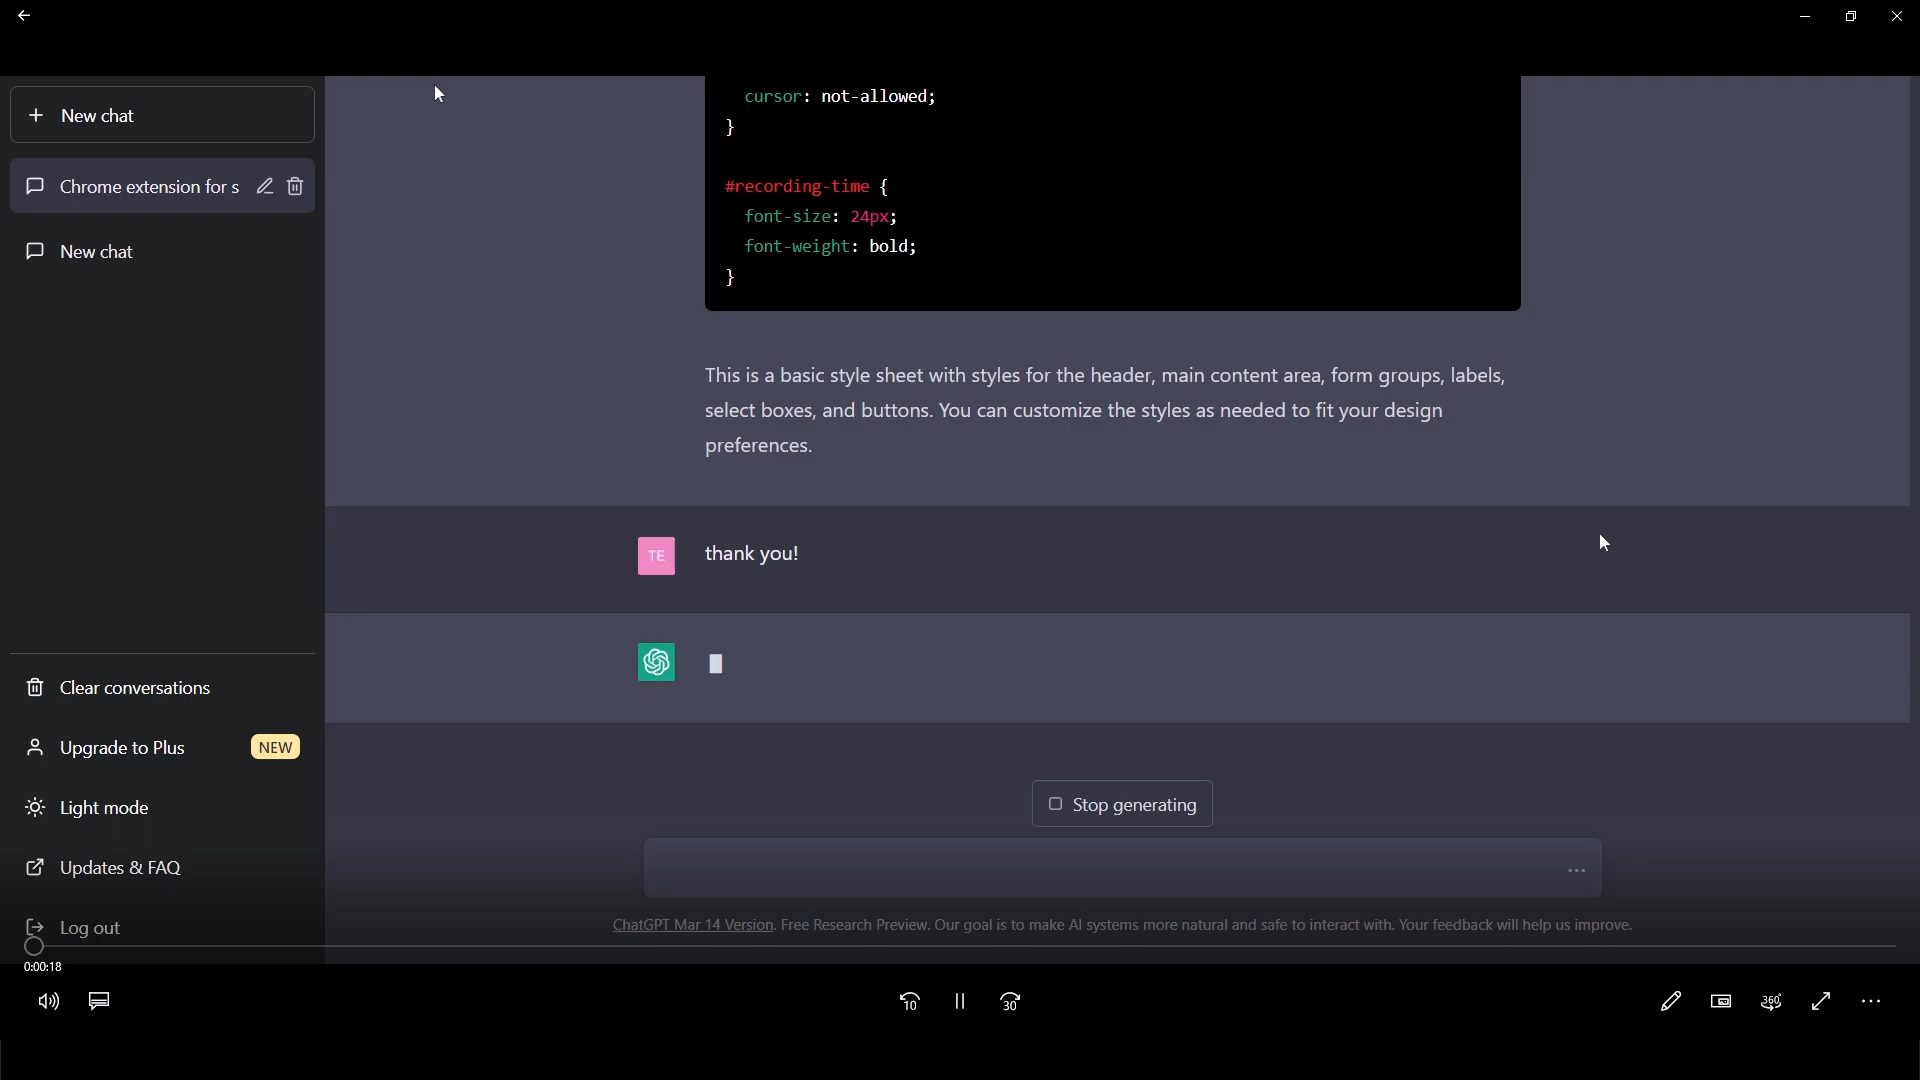 New chat
Chrome extension for s
New chat
cursor: not-allowed;
}
#recording-time {
font-size: 24px;
font-weight: bold;
}
This is a basic style sheet with styles for the header, main content area, form groups, labels,
select boxes, and buttons. You can customize the styles as needed to fit your design
preferences.
TE
thank you!
Clear conversations
Upgrade to Plus
NEW
Light mode
Updates & FAQ
Log out
Stop generating
ChatGPT Mar 14 Version. Free Research Preview. Our goal is to make AI systems more natural and safe to interact with. Your feedback will help us improve.
0:00:18
10
30
360